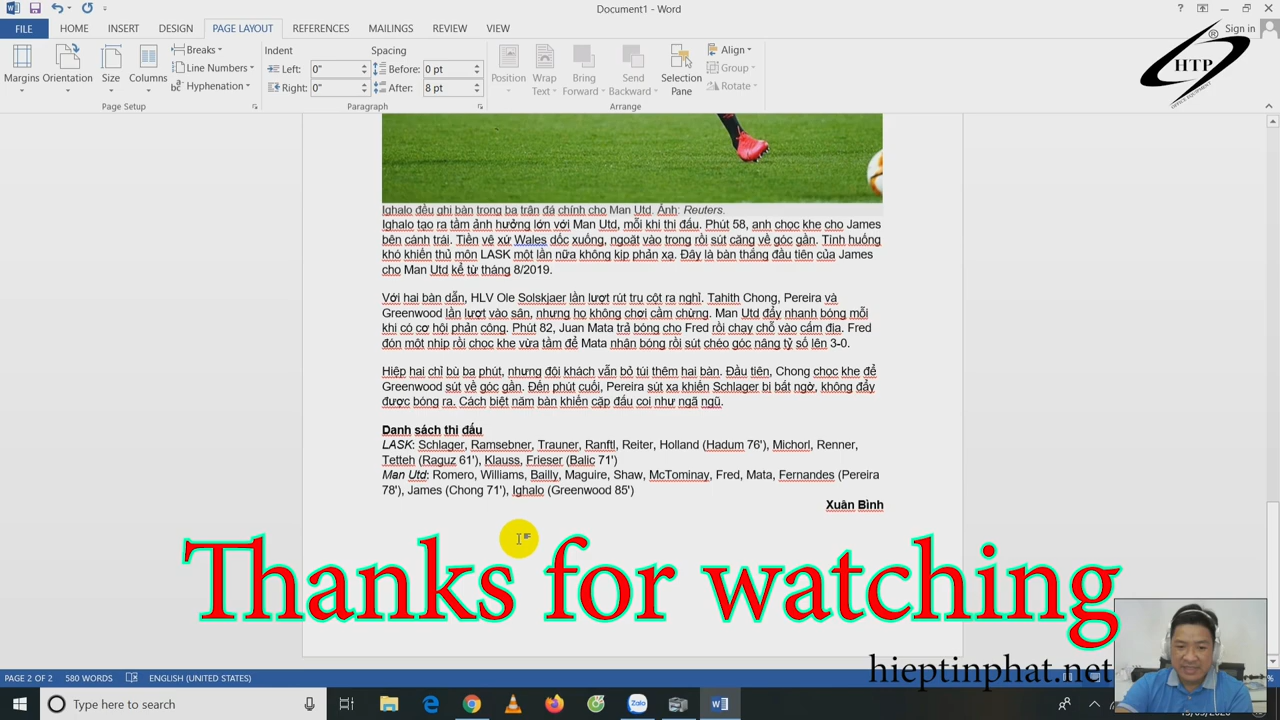 Document1 - Word
Sign in
FILE HOME INSERT DESIGN PAGE LAYOUT REFERENCES MAILINGS REVIEW VIEW
Margins Orientation Size Columns
Breaks
Line Numbers
Hyphenation
Page Setup
Indent
Left: 0"
Right: 0"
Spacing
Before: 0 pt
After: 8 pt
Paragraph
Position Wrap Text Bring Forward Send Backward Selection Pane
Align
Group
Rotate
Arrange
HTP
®
Ighalo đều ghi bàn trong ba trận đá chính cho Man Utd. Ảnh: Reuters.
Ighalo tạo ra tầm ảnh hưởng lớn với Man Utd, mỗi khi thi đấu. Phút 58, anh chọc khe cho James
bên cánh trái. Tiền vệ xứ Wales dốc xuống, ngoặt vào trong rồi sút căng về góc gần. Tình huống
khó khiến thủ môn LASK một lần nữa không kịp phản xạ. Đây là bàn thắng đầu tiên của James
cho Man Utd kể từ tháng 8/2019.
Với hai bàn dẫn, HLV Ole Solskjaer lần lượt rút trụ cột ra nghỉ. Tahith Chong, Pereira và
Greenwood lần lượt vào sân, nhưng họ không chơi cầm chừng. Man Utd đẩy nhanh bóng mỗi
khi có cơ hội phản công. Phút 82, Juan Mata trả bóng cho Fred rồi chạy chỗ vào cấm địa. Fred
đón một nhịp rồi chọc khe vừa tầm để Mata nhận bóng rồi sút chéo góc nâng tỷ số lên 3-0.
Hiệp hai chỉ bù ba phút, nhưng đội khách vẫn bỏ túi thêm hai bàn. Đầu tiên, Chong chọc khe để
Greenwood sút về góc gần. Đến phút cuối, Pereira sút xa khiến Schlager bị bất ngờ, không đẩy
được bóng ra. Cách biệt năm bàn khiến cặp đấu coi như ngã ngũ.
Danh sách thi đấu
LASK: Schlager, Ramsebner, Trauner, Ranftl, Reiter, Holland (Hadum 76'), Michorl, Renner,
Tetteh (Raguz 61'), Klauss, Frieser (Balic 71')
Man Utd: Romero, Williams, Bailly, Maguire, Shaw, McTominay, Fred, Mata, Fernandes (Pereira
78'), James (Chong 71'), Ighalo (Greenwood 85')
Xuân Bình
Thanks for watching
hieptinphat.net
PAGE 2 OF 2 580 WORDS ENGLISH (UNITED STATES)
Type here to search
Zalo